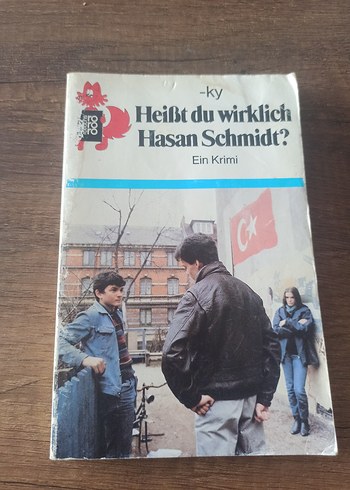 -ky
Heißt du wirklich
Hasan Schmidt?
Ein Krimi